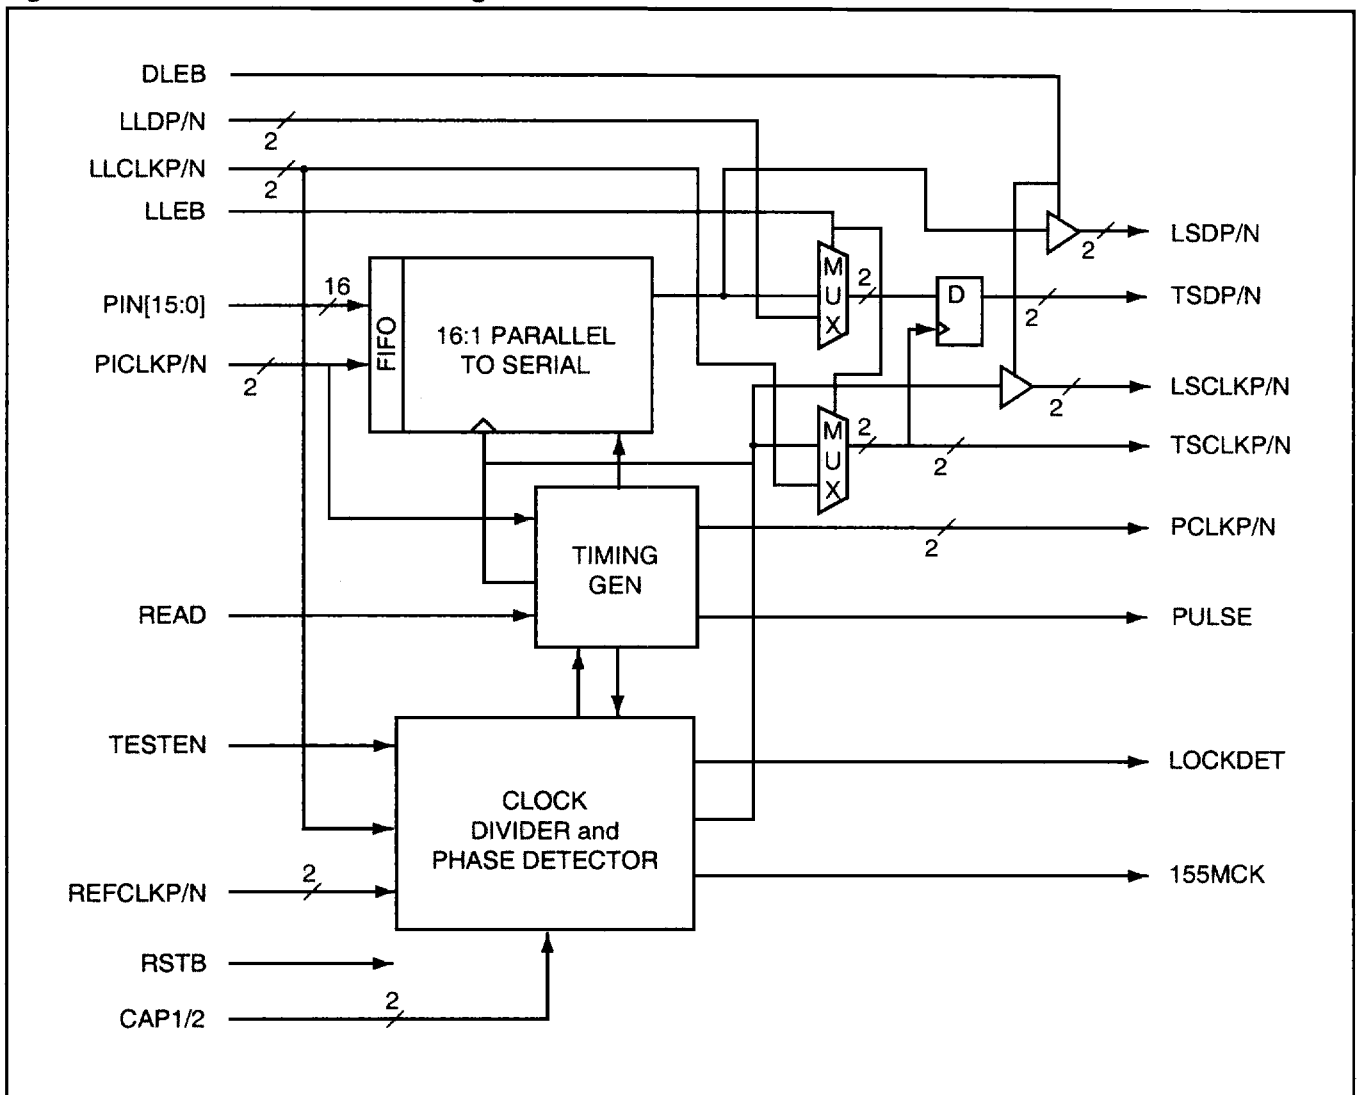 DLEB
LLDP/N
2
LLCLKP/N
2
LLEB
PIN[15:0]
16
PICLKP/N
2
FIFO
16:1 PARALLEL
TO SERIAL
MUX
2
D
2
LSDP/N
2
TSDP/N
2
LSCLKP/N
MUX
2
2
TSCLKP/N
2
PCLKP/N
TIMING
GEN
READ
PULSE
TESTEN
LOCKDET
CLOCK
DIVIDER and
PHASE DETECTOR
REFCLKP/N
2
155MCK
RSTB
CAP1/2
2